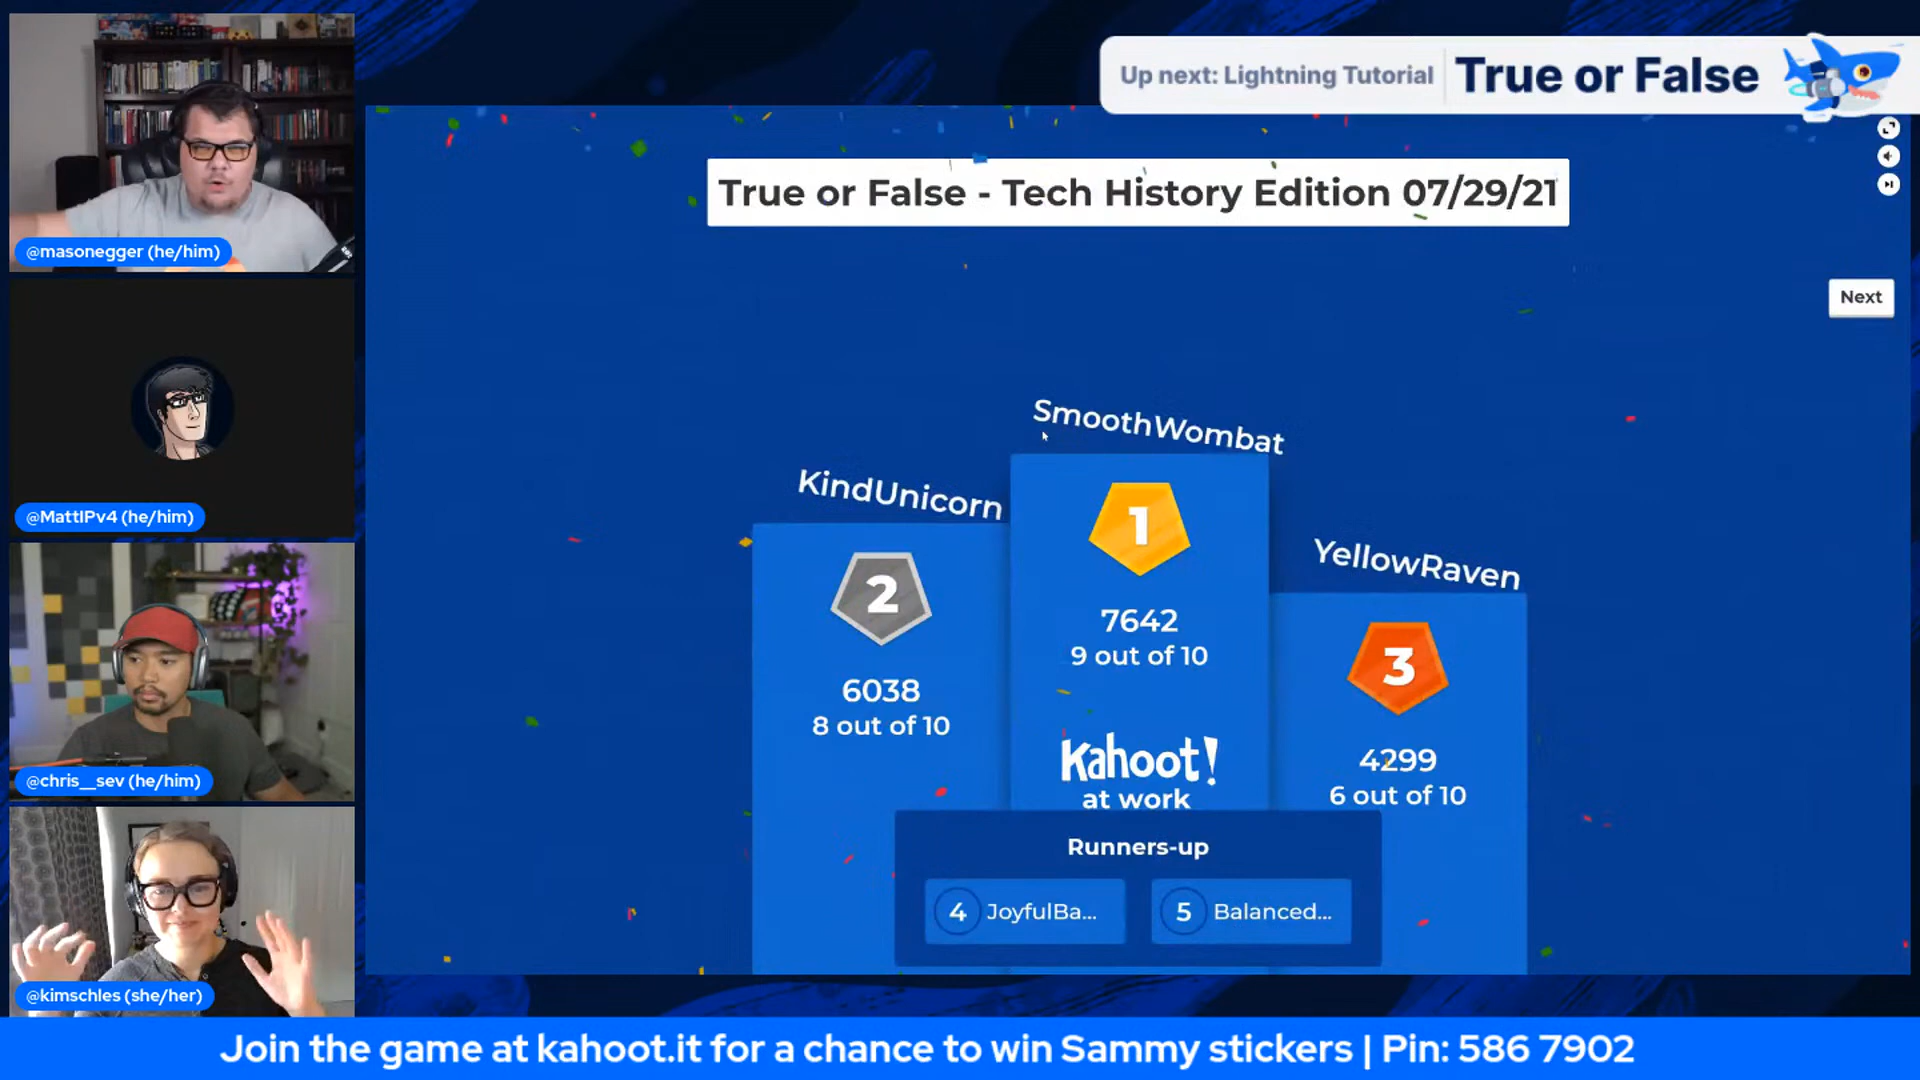 Up next: Lightning Tutorial
True or False
True or False - Tech History Edition 07/29/21
Next
@masonegger (he/him)
@MattIPv4 (he/him)
@chris__sev (he/him)
@kimschles (she/her)
SmoothWombat
1
7642
9 out of 10
KindUnicorn
2
6038
8 out of 10
YellowRaven
3
4299
6 out of 10
Kahoot!
at work
Runners-up
4 JoyfulBa...
5 Balanced...
Join the game at kahoot.it for a chance to win Sammy stickers | Pin: 586 7902